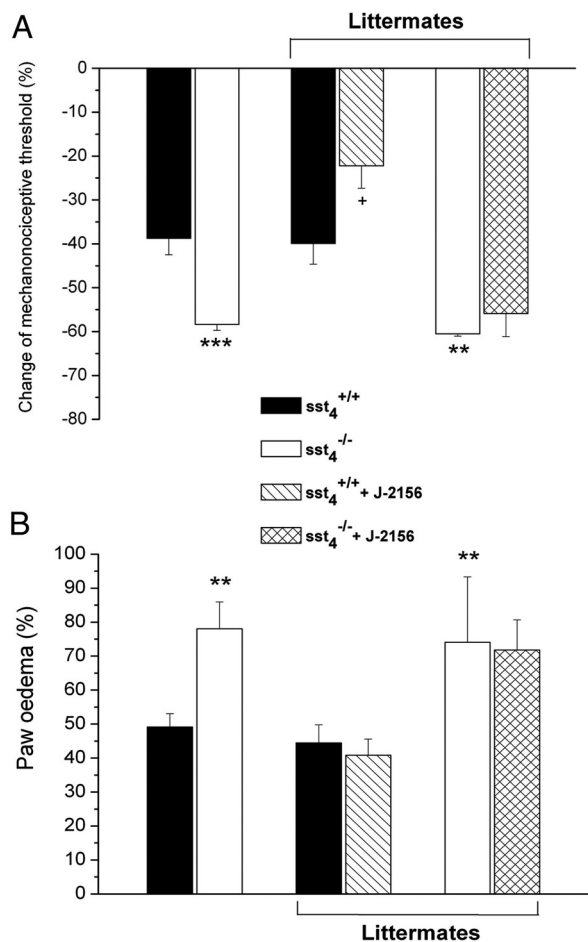 A
Littermates
Change of mechanonociceptive threshold (%)
0
-10
-20
-30
-40
-50
-60
-70
-80
+
***
**
sst4+/+
sst4-/-
sst4+/+ + J-2156
sst4-/- + J-2156
B
Paw oedema (%)
100
90
80
70
60
50
40
30
20
10
0
**
**
Littermates